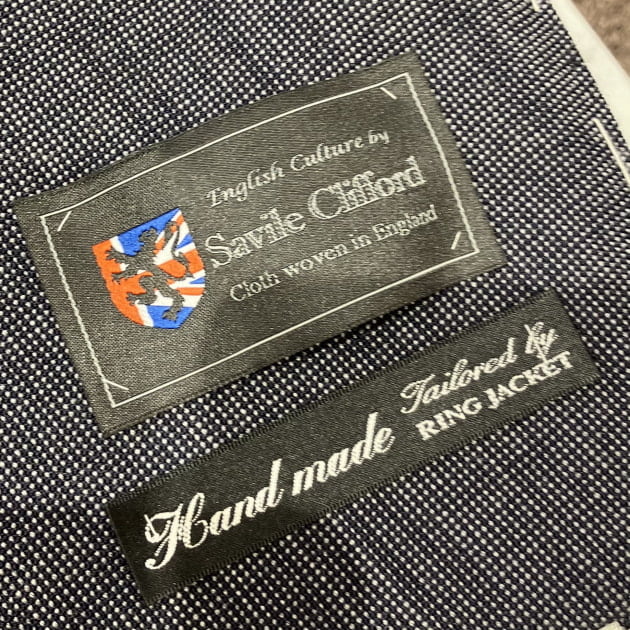 English Culture by
Savile Clifford
Cloth woven in England
Hand made
Tailored by
RING JACKET